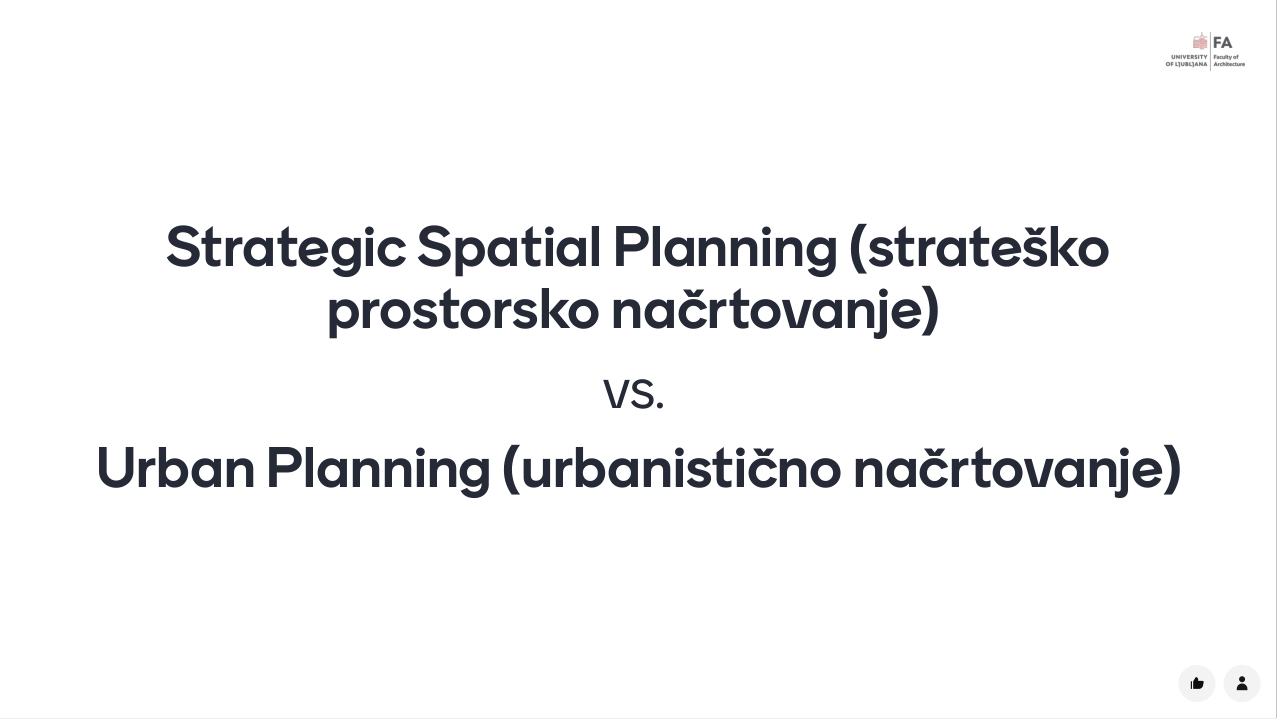 FA
UNIVERSITY
OF LJUBLJANA
Faculty of
Architecture
Strategic Spatial Planning (strateško
prostorsko načrtovanje)
vs.
Urban Planning (urbanistično načrtovanje)